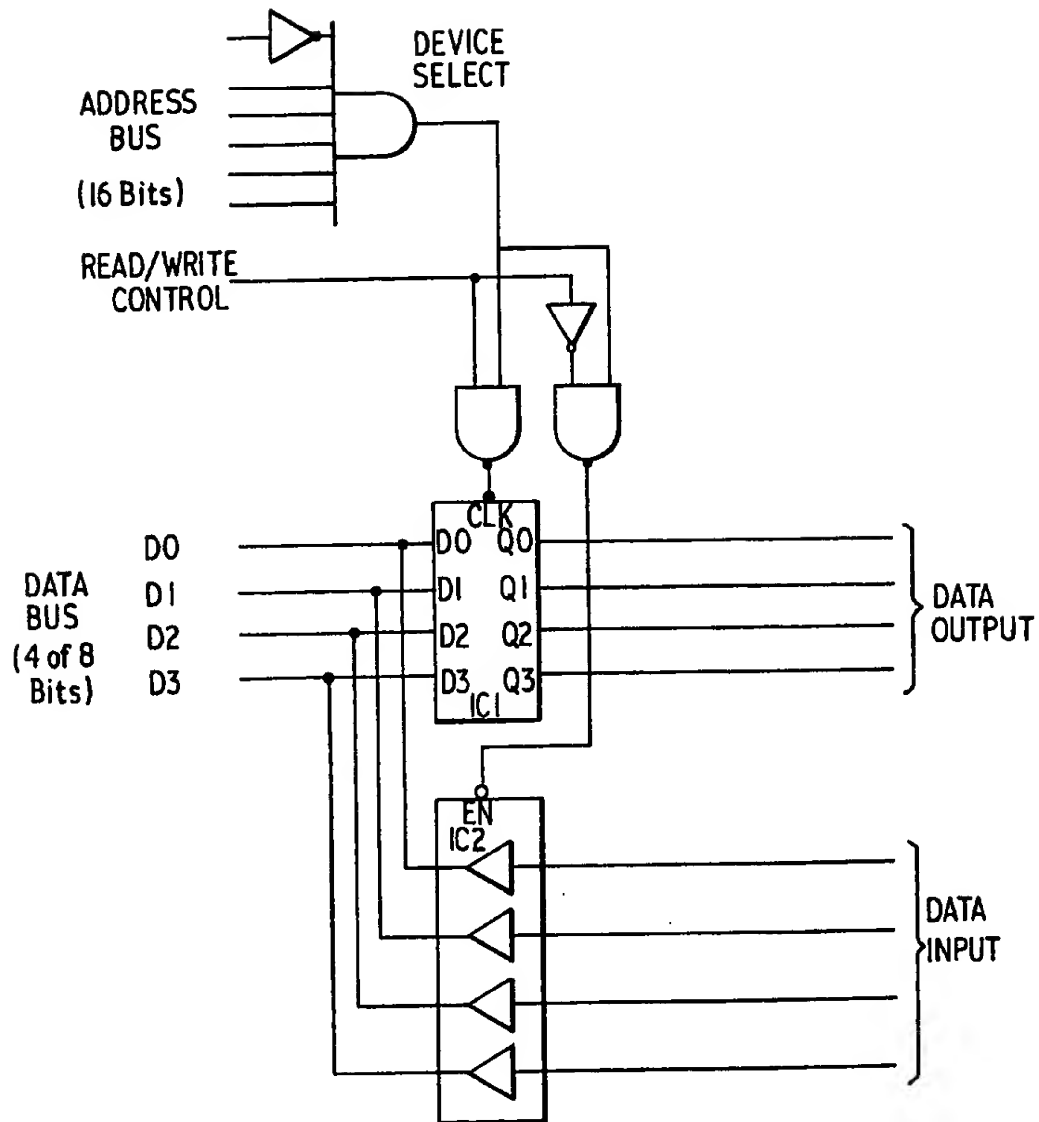 DEVICE
SELECT
ADDRESS
BUS
(16 Bits)
READ/WRITE
CONTROL
CLK
D0
D0
Q0
D1
D1
Q1
D2
D2
Q2
D3
D3
Q3
IC1
DATA
BUS
(4 of 8
Bits)
DATA
OUTPUT
EN
IC2
DATA
INPUT